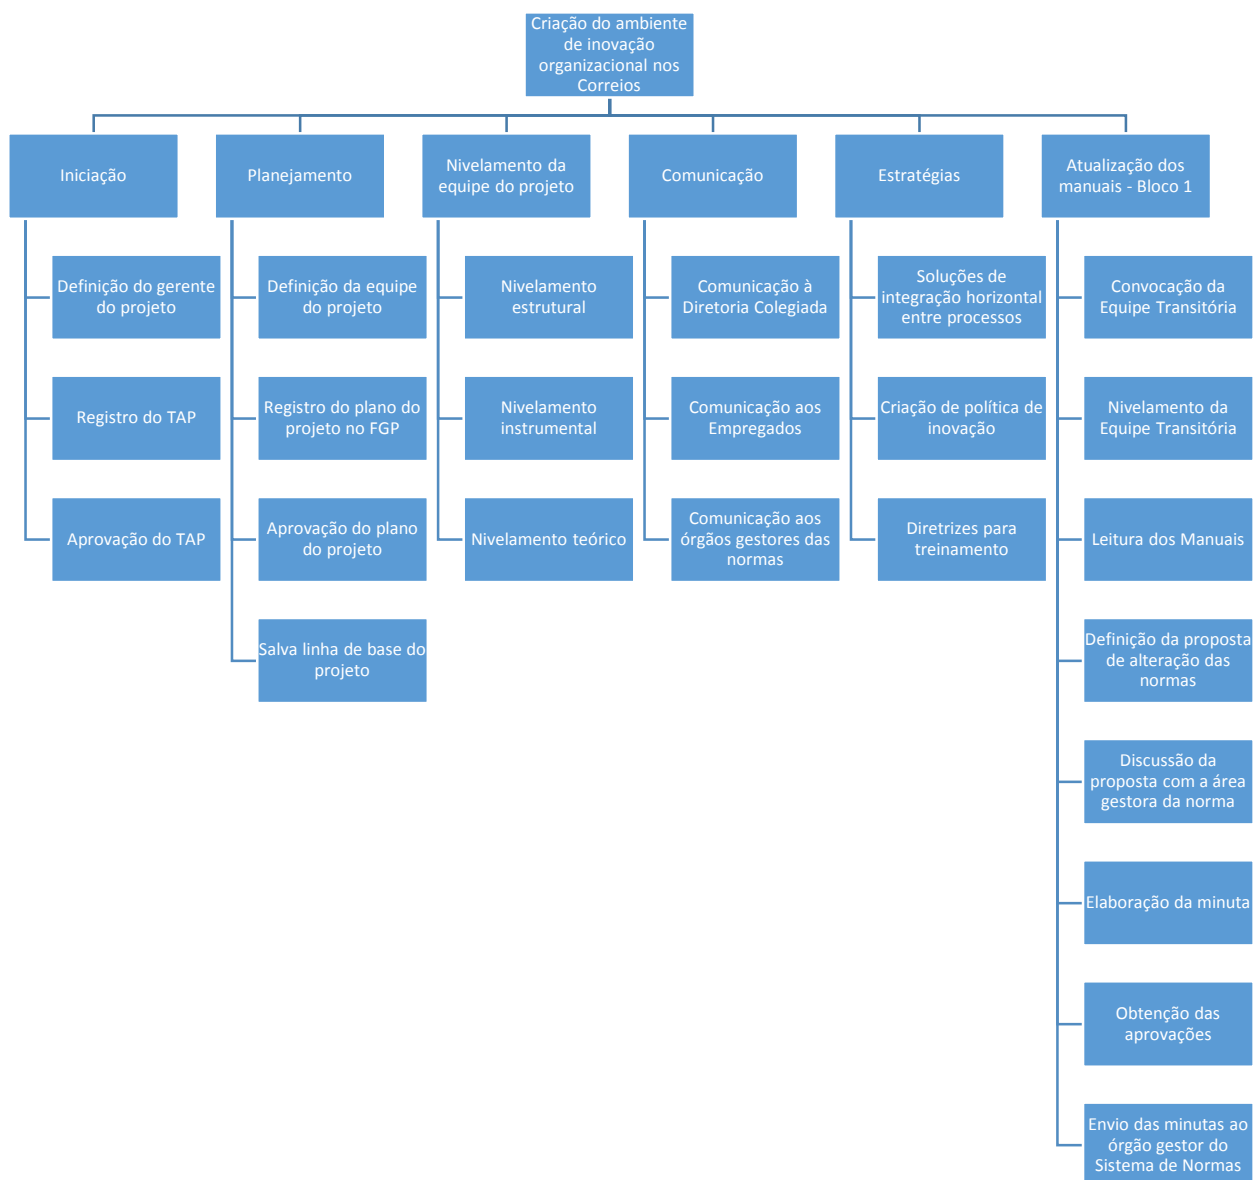 Criação do ambiente
de inovação
organizacional nos
Correios
Iniciação
Definição do gerente
do projeto
Registro do TAP
Aprovação do TAP
Planejamento
Definição da equipe
do projeto
Registro do plano do
projeto no FGP
Aprovação do plano
do projeto
Salva linha de base do
projeto
Nivelamento da
equipe do projeto
Nivelamento
estrutural
Nivelamento
instrumental
Nivelamento teórico
Comunicação
Comunicação à
Diretoria Colegiada
Comunicação aos
Empregados
Comunicação aos
órgãos gestores das
normas
Estratégias
Soluções de
integração horizontal
entre processos
Criação de política de
inovação
Diretrizes para
treinamento
Atualização dos
manuais - Bloco 1
Convocação da
Equipe Transitória
Nivelamento da
Equipe Transitória
Leitura dos Manuais
Definição da proposta
de alteração das
normas
Discussão da
proposta com a área
gestora da norma
Elaboração da minuta
Obtenção das
aprovações
Envio das minutas ao
órgão gestor do
Sistema de Normas